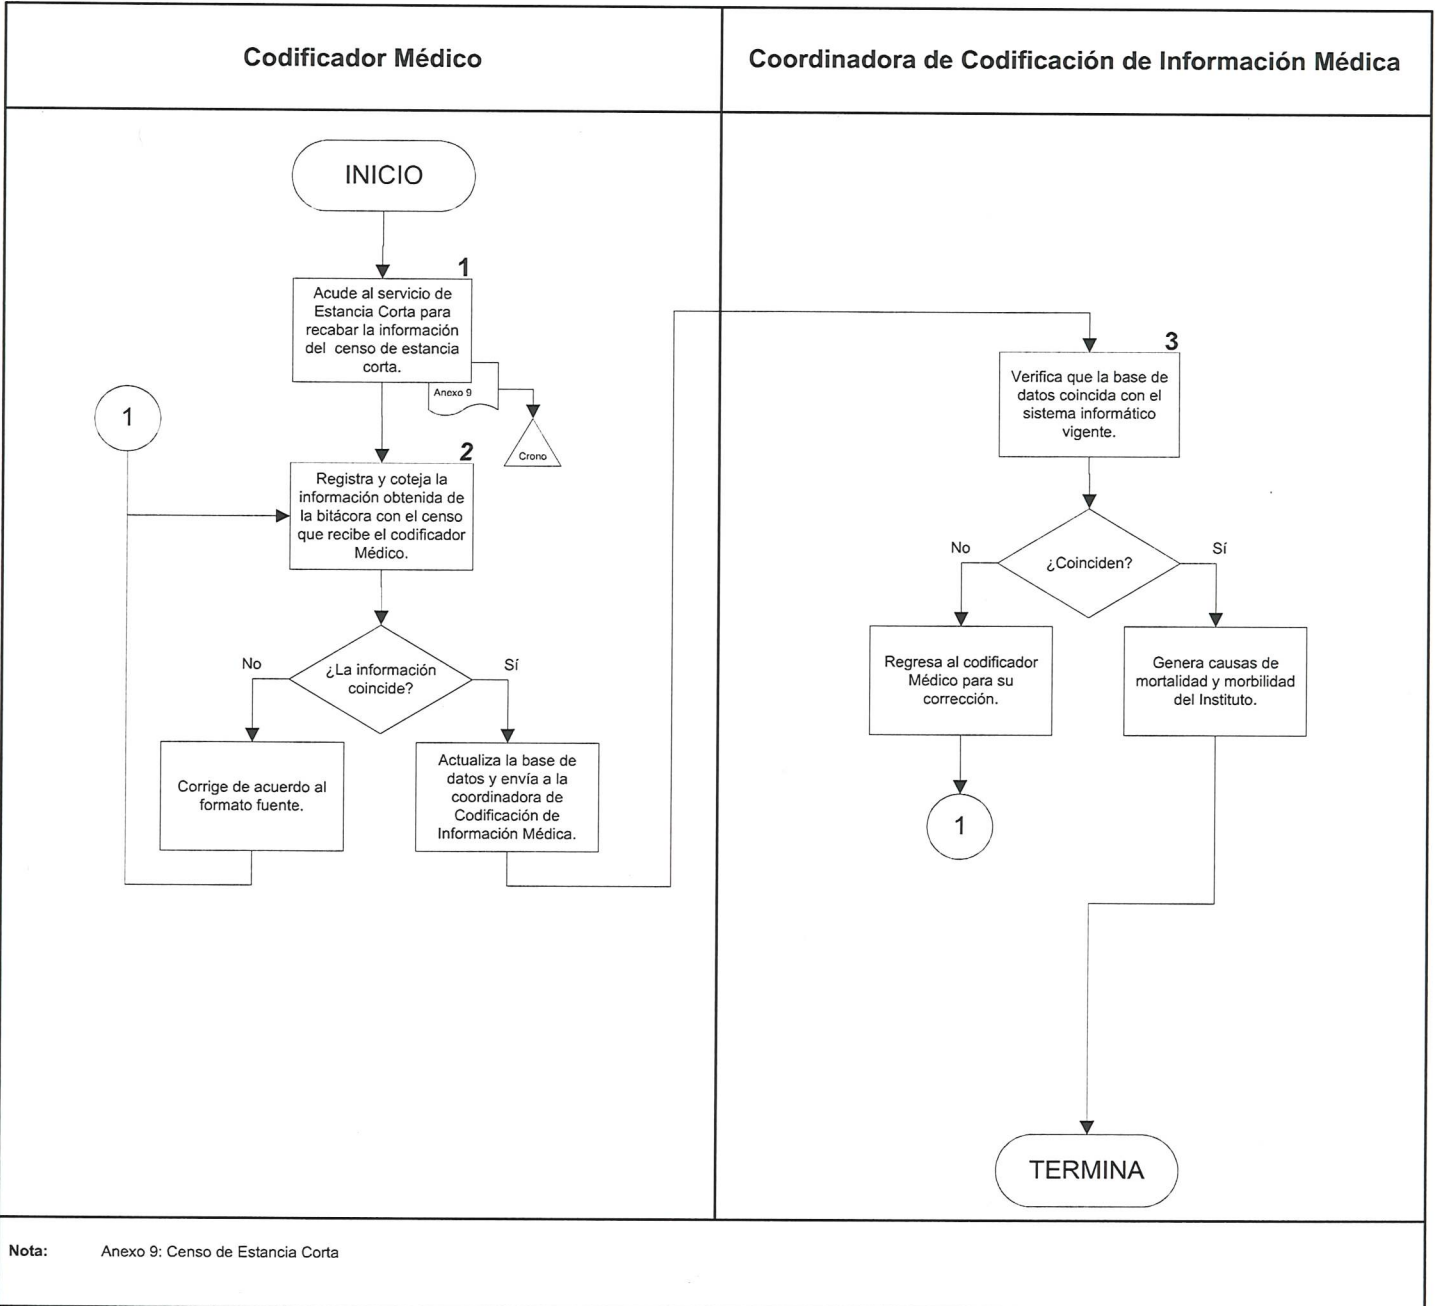 Codificador Médico
Coordinadora de Codificación de Información Médica
INICIO
1
Acude al servicio de
Estancia Corta para
recabar la información
del censo de estancia
corta.
Anexo 9
Crono
1
2
Registra y coteja la
información obtenida de
la bitácora con el censo
que recibe el codificador
Médico.
¿La información
coincide?
No
Sí
Corrige de acuerdo al
formato fuente.
Actualiza la base de
datos y envía a la
coordinadora de
Codificación de
Información Médica.
3
Verifica que la base de
datos coincida con el
sistema informático
vigente.
¿Coinciden?
No
Sí
Regresa al codificador
Médico para su
corrección.
Genera causas de
mortalidad y morbilidad
del Instituto.
1
TERMINA
Nota: Anexo 9: Censo de Estancia Corta